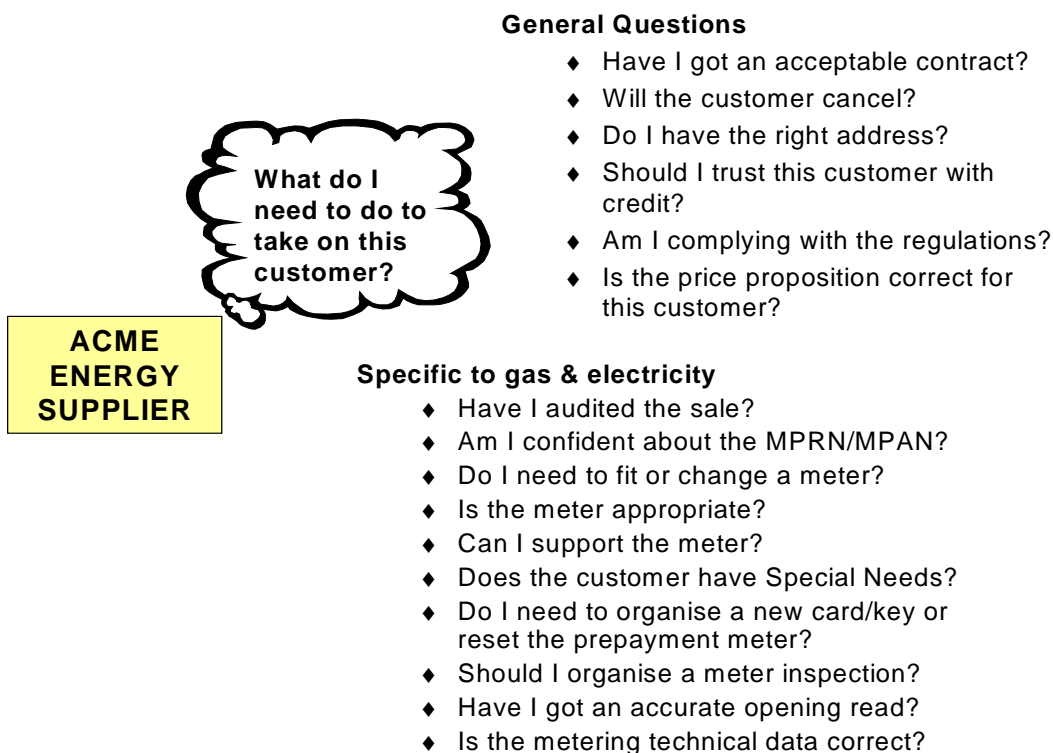 General Questions
♦ Have I got an acceptable contract?
♦ Will the customer cancel?
♦ Do I have the right address?
♦ Should I trust this customer with
credit?
♦ Am I complying with the regulations?
♦ Is the price proposition correct for
this customer?
What do I
need to do to
take on this
customer?
ACME
ENERGY
SUPPLIER
Specific to gas & electricity
♦ Have I audited the sale?
♦ Am I confident about the MPRN/MPAN?
♦ Do I need to fit or change a meter?
♦ Is the meter appropriate?
♦ Can I support the meter?
♦ Does the customer have Special Needs?
♦ Do I need to organise a new card/key or
reset the prepayment meter?
♦ Should I organise a meter inspection?
♦ Have I got an accurate opening read?
♦ Is the metering technical data correct?